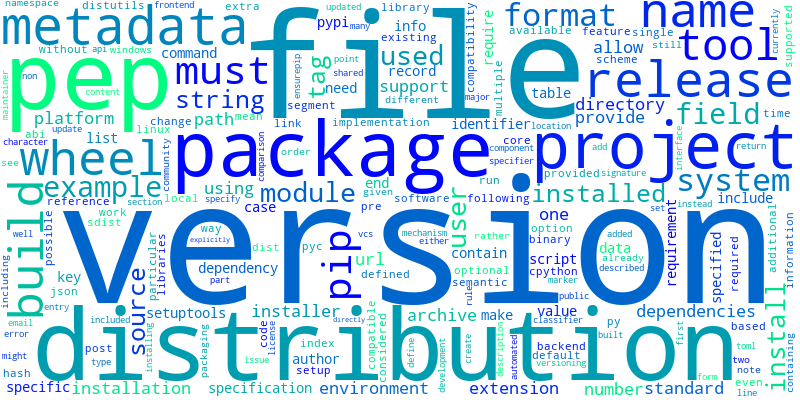 namespace distutils frontend extra updated many existing library available feature single currently supported
metadata pypi info without api windows used require compatibility format name tool
pep file must command tag record need support ensurepip shared different multiple allow scheme still
non point content maintainer string segment major table release
platform change path mean link implementation identifier directory provide field time
abi linux list order core component specifier location add return
character update community comparison package project interface
see wheel build example using end given run provided signature system
reference section local specify module user software following installed set instead include
work sdist case pre vcs mechanism either rather one option added already described data
possible well way explicitly dist pyc contain optional semantic binary requirement specified required additional information
including version
key particular libraries dependency part url defined pip script cpython marker
json source setuptools installer archive make rule public value classifier dependencies
entry email included code license directly distribution py built based first
error post packaging index compatible considered define development create description automated backend default versioning toml two
might type installing issue author setup form note even
hash specific installation specification environment extension number standard line install containing